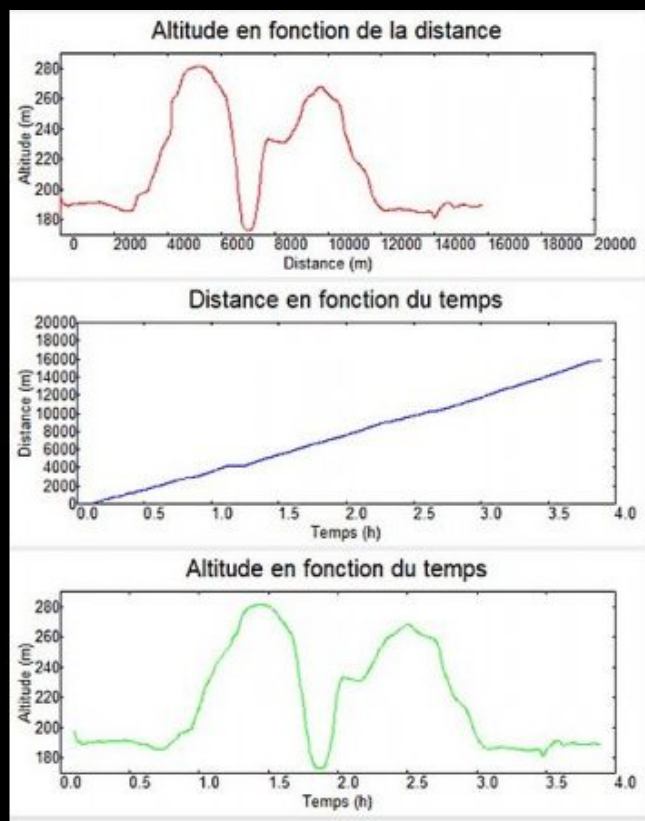 Altitude en fonction de la distance
280
260
240
220
200
180
Altitude (m)
0 2000 4000 6000 8000 10000 12000 14000 16000 18000 20000
Distance (m)
Distance en fonction du temps
20000
18000
16000
14000
12000
10000
8000
6000
4000
2000
0
Distance (m)
0.0 0.5 1.0 1.5 2.0 2.5 3.0 3.5 4.0
Temps (h)
Altitude en fonction du temps
280
260
240
220
200
180
Altitude (m)
0.0 0.5 1.0 1.5 2.0 2.5 3.0 3.5 4.0
Temps (h)